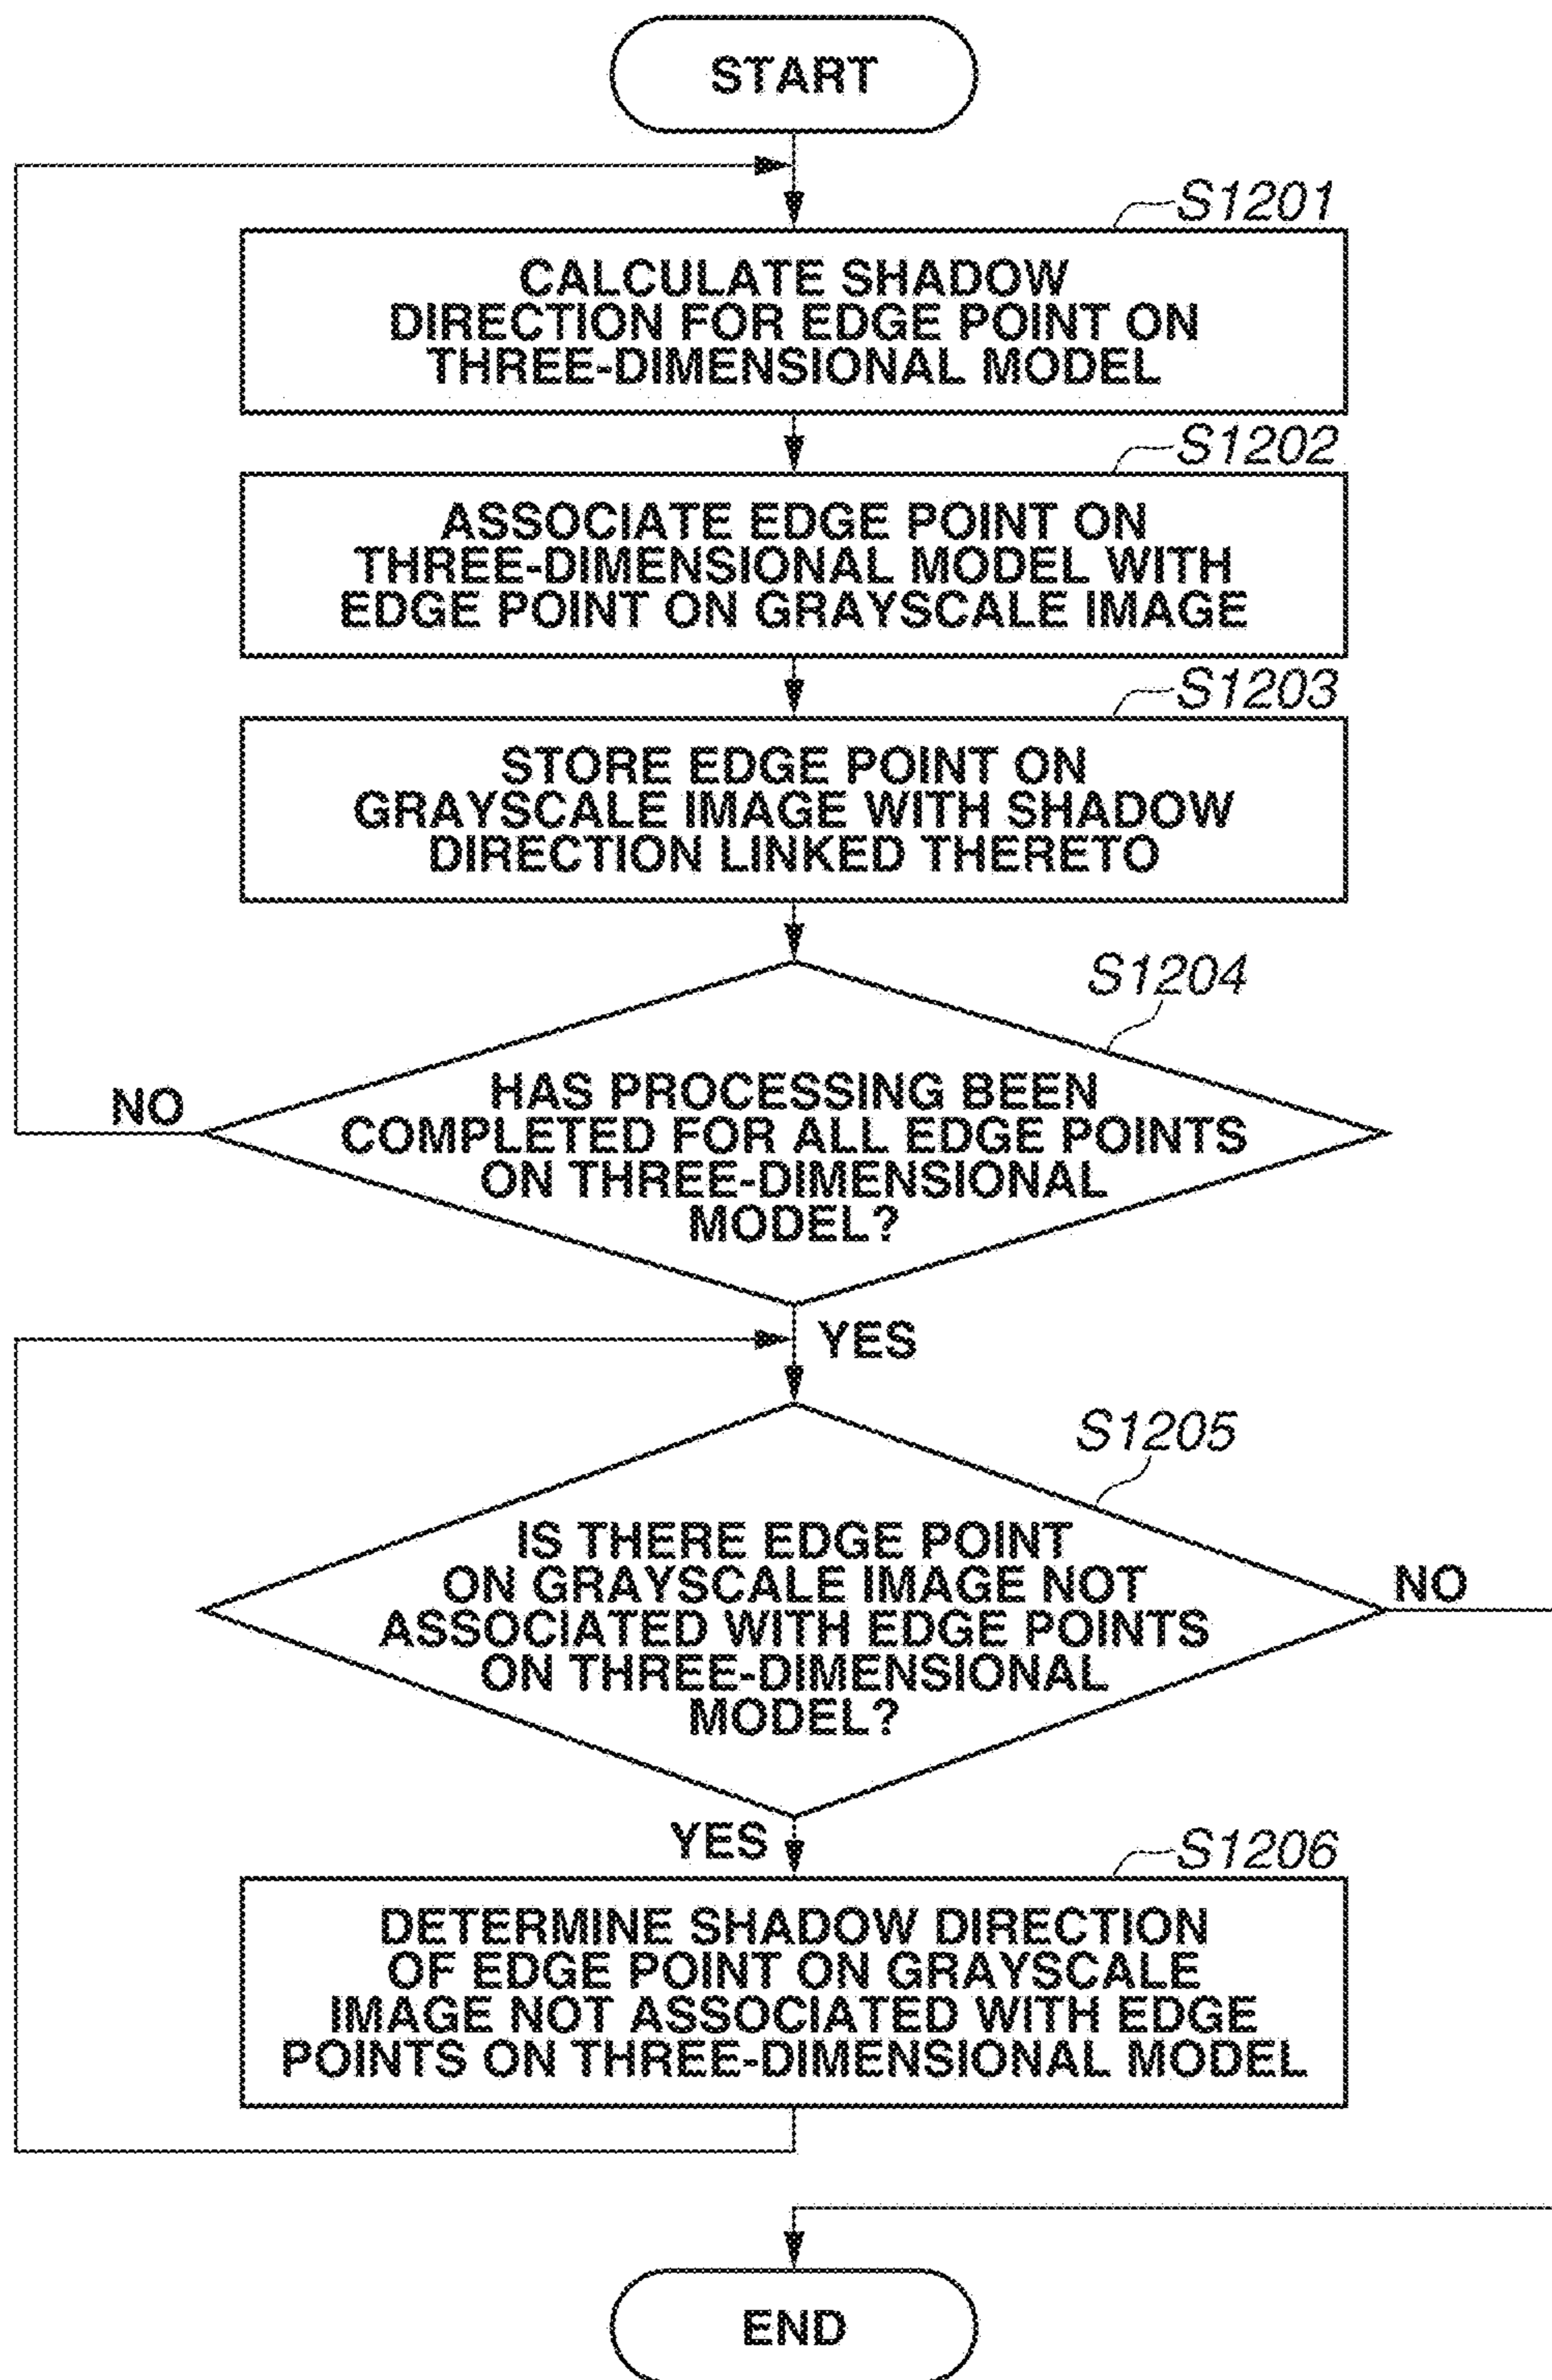 START
S1201
CALCULATE SHADOW
DIRECTION FOR EDGE POINT ON
THREE-DIMENSIONAL MODEL
S1202
ASSOCIATE EDGE POINT ON
THREE-DIMENSIONAL MODEL WITH
EDGE POINT ON GRAYSCALE IMAGE
S1203
STORE EDGE POINT ON
GRAYSCALE IMAGE WITH SHADOW
DIRECTION LINKED THERETO
S1204
HAS PROCESSING BEEN
COMPLETED FOR ALL EDGE POINTS
ON THREE-DIMENSIONAL
MODEL?
NO
YES
S1205
IS THERE EDGE POINT
ON GRAYSCALE IMAGE NOT
ASSOCIATED WITH EDGE POINTS
ON THREE-DIMENSIONAL
MODEL?
NO
YES
S1206
DETERMINE SHADOW DIRECTION
OF EDGE POINT ON GRAYSCALE
IMAGE NOT ASSOCIATED WITH EDGE
POINTS ON THREE-DIMENSIONAL MODEL
END